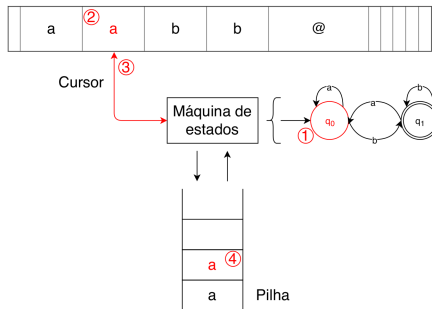 a ② a b b @
③
Cursor
Máquina de
estados
①
a
q0
a
b
b
q1
a ④
a
Pilha